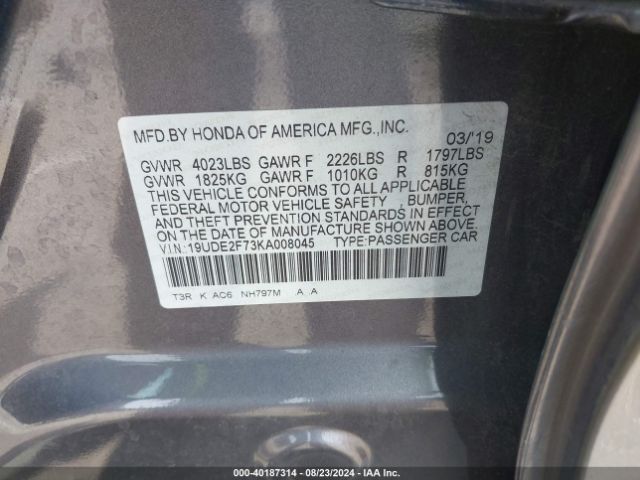 MFD.BY HONDA OF AMERICA MFG.,INC. 03/'19
GVWR 4023LBS GAWR F 2226LBS R 1797LBS
GVWR 1825KG GAWR F 1010KG R 815KG
THIS VEHICLE CONFORMS TO ALL APPLICABLE
FEDERAL MOTOR VEHICLE SAFETY , BUMPER,
AND THEFT PREVENTION STANDARDS IN EFFECT
ON THE DATE OF MANUFACTURE SHOWN ABOVE.
V.I.N:19UDE2F73KA008045 TYPE:PASSENGER CAR
T3R K AC6 NH797M A A
000-40187314 - 08/23/2024 - IAA Inc.